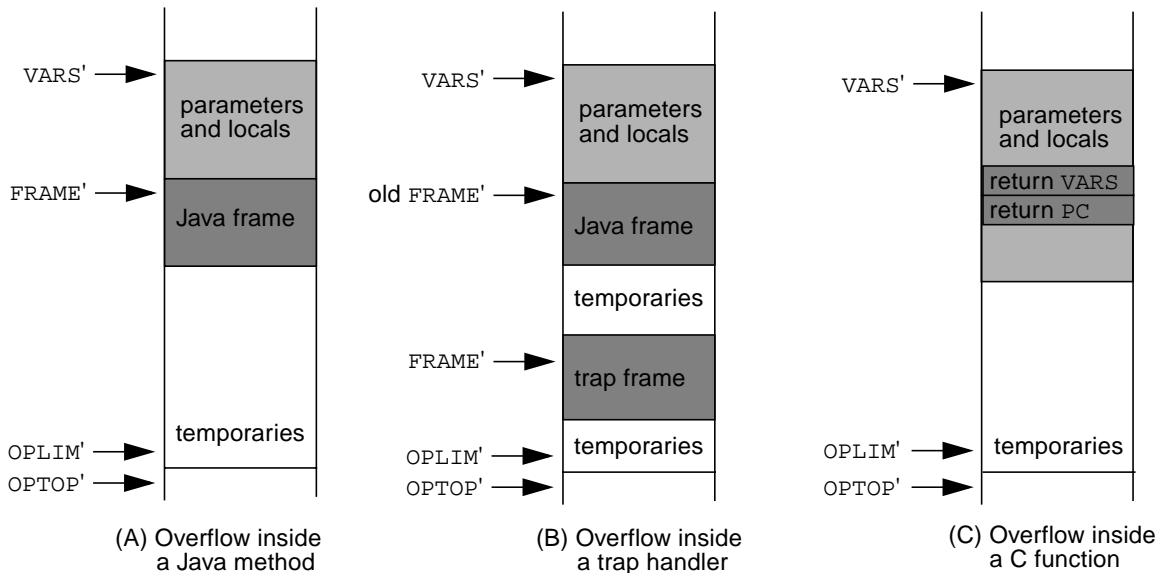 VARS'
parameters
and locals
FRAME'
Java frame
temporaries
OPLIM'
OPTOP'
(A) Overflow inside
a Java method
VARS'
parameters
and locals
old FRAME'
Java frame
temporaries
FRAME'
trap frame
temporaries
OPLIM'
OPTOP'
(B) Overflow inside
a trap handler
VARS'
parameters
and locals
return VARS
return PC
temporaries
OPLIM'
OPTOP'
(C) Overflow inside
a C function